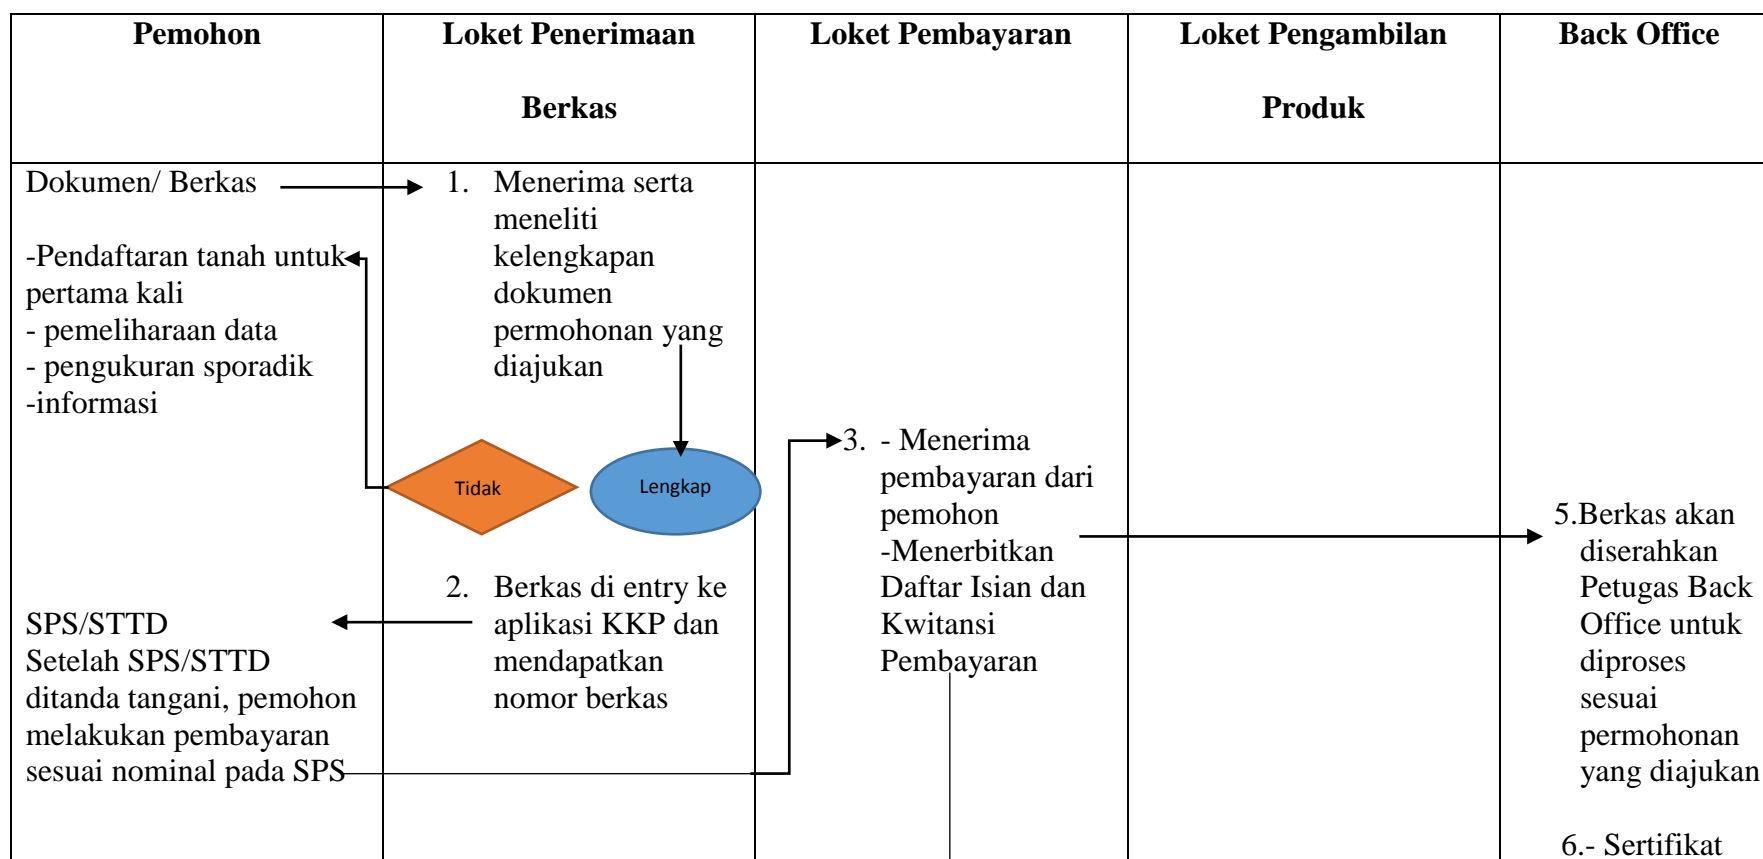 Pemohon
Loket Penerimaan
Berkas
Loket Pembayaran
Loket Pengambilan
Produk
Back Office
Dokumen/ Berkas
-Pendaftaran tanah untuk
pertama kali
- pemeliharaan data
- pengukuran sporadik
-informasi
SPS/STTD
Setelah SPS/STTD
ditanda tangani, pemohon
melakukan pembayaran
sesuai nominal pada SPS
1. Menerima serta
meneliti
kelengkapan
dokumen
permohonan yang
diajukan
Tidak
Lengkap
2. Berkas di entry ke
aplikasi KKP dan
mendapatkan
nomor berkas
3. - Menerima
pembayaran dari
pemohon
-Menerbitkan
Daftar Isian dan
Kwitansi
Pembayaran
5.Berkas akan
diserahkan
Petugas Back
Office untuk
diproses
sesuai
permohonan
yang diajukan
6.- Sertifikat